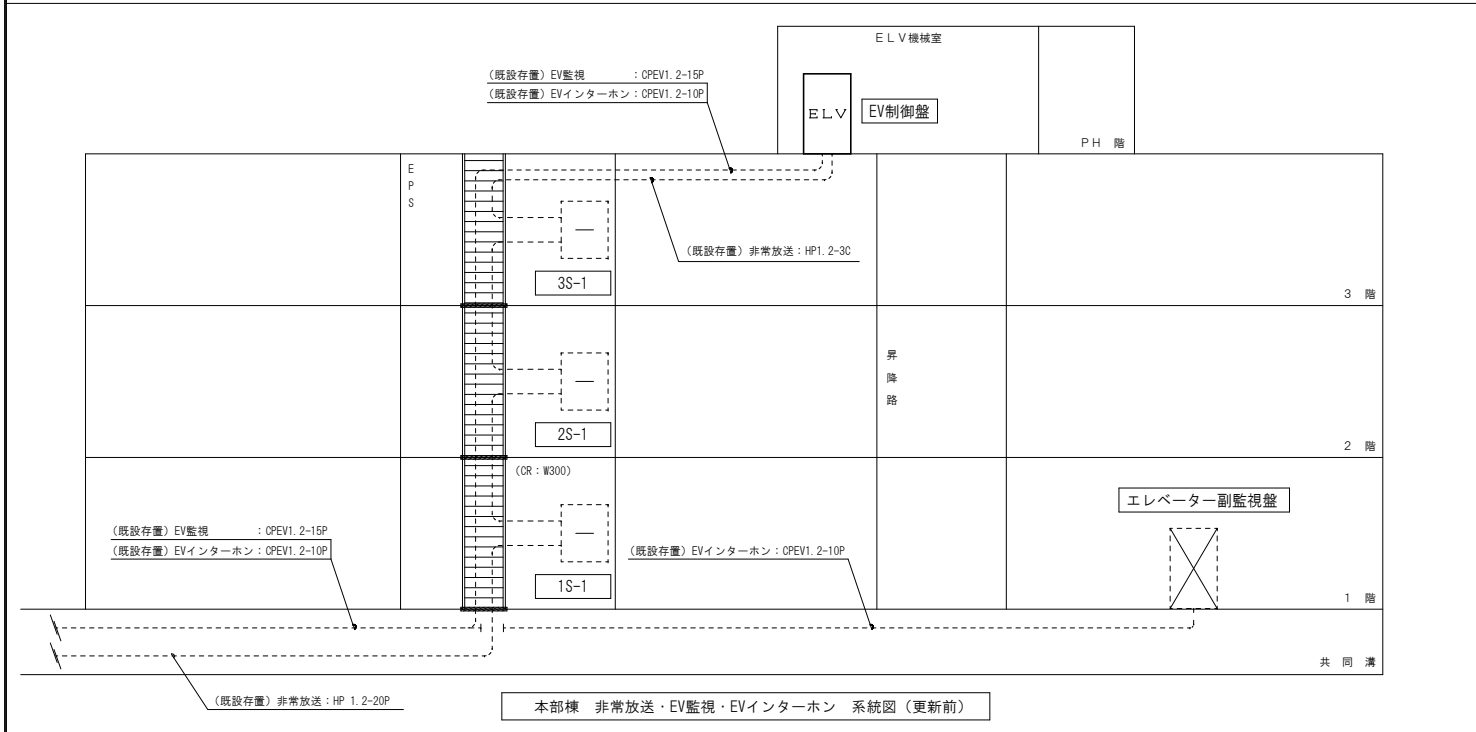 ＥＬＶ機械室
(既設存置) EV監視　　　：CPEV1.2-15P
(既設存置) EVインターホン：CPEV1.2-10P
ＥＬＶ
EV制御盤
ＰＨ 階
ＥＰＳ
(既設存置) 非常放送：HP1.2-3C
3S-1
3 階
昇降路
2S-1
2 階
(CR：W300)
エレベーター副監視盤
(既設存置) EV監視　　　：CPEV1.2-15P
(既設存置) EVインターホン：CPEV1.2-10P
(既設存置) EVインターホン：CPEV1.2-10P
1S-1
1 階
共 同 溝
(既設存置) 非常放送：HP 1.2-20P
本部棟　非常放送・EV監視・EVインターホン　系統図（更新前）